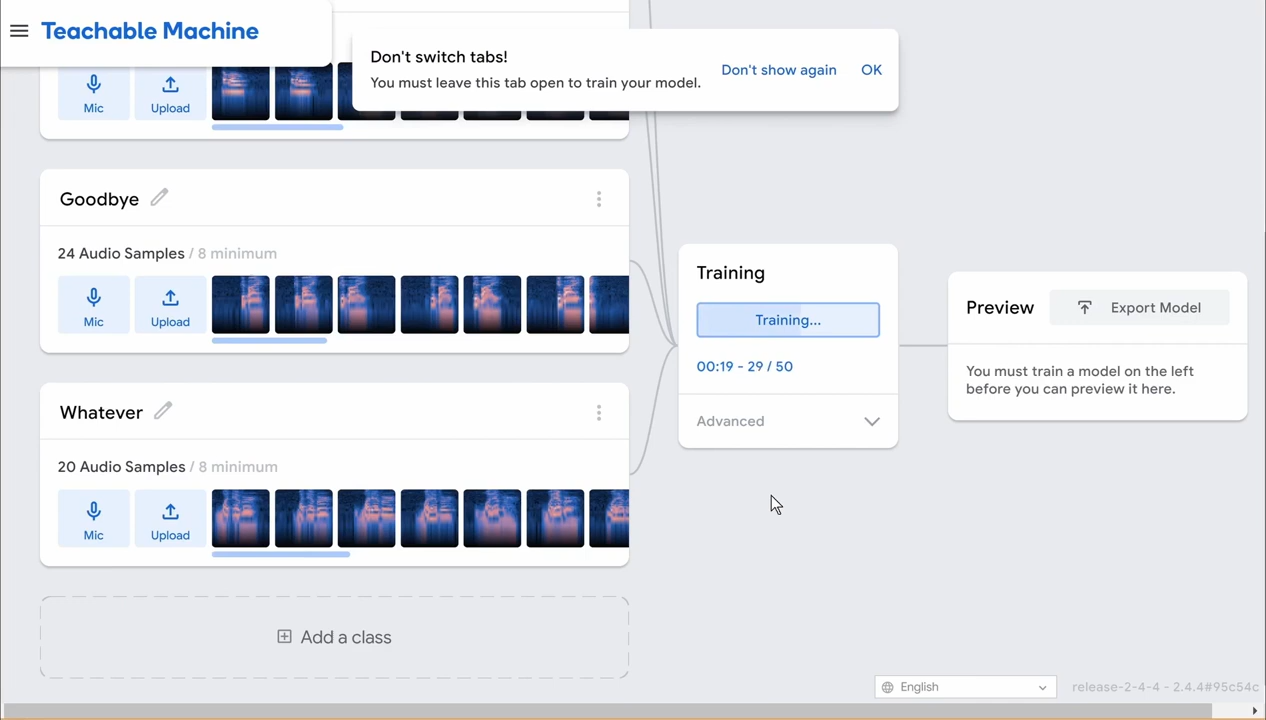 Teachable Machine
Don't switch tabs!
You must leave this tab open to train your model.
Don't show again
OK
Mic
Upload
Goodbye
24 Audio Samples / 8 minimum
Mic
Upload
Whatever
20 Audio Samples / 8 minimum
Mic
Upload
Add a class
Training
Training...
00:19 - 29 / 50
Advanced
Preview
Export Model
You must train a model on the left
before you can preview it here.
English
release-2-4-4 - 2.4.4#95c54c